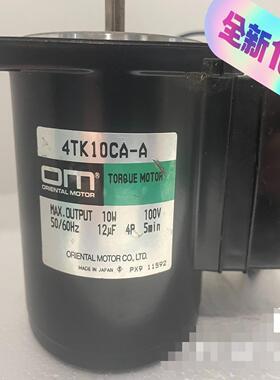 全新
4TK10CA-A
OM
ORIENTAL MOTOR
TORQUE MOTOR
MAX.OUTPUT 10W 100V
50/60Hz 12μF 4P 5min
ORIENTAL MOTOR CO.,LTD.
MADE IN JAPAN PX9 11592